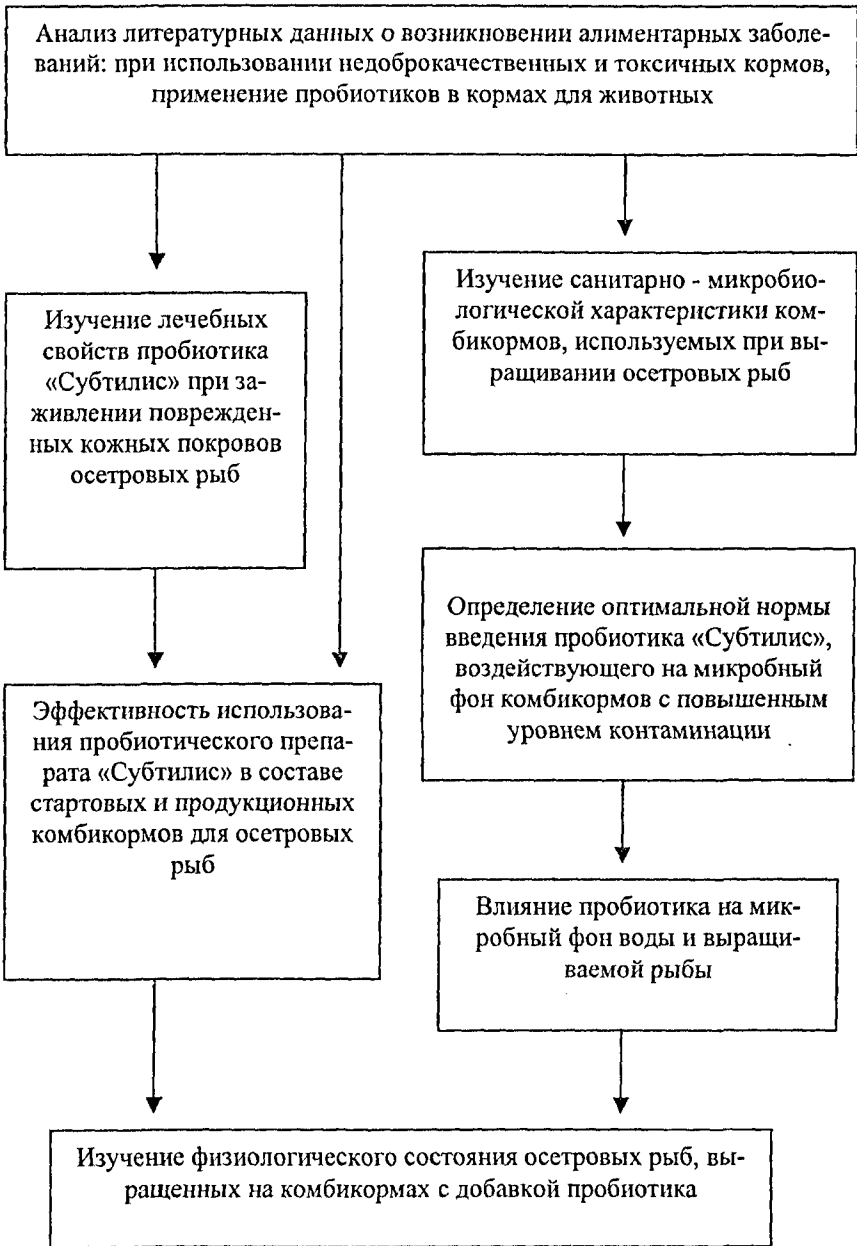 Анализ литературных данных о возникновении алиментарных заболе-
ваний: при использовании недоброкачественных и токсичных кормов,
применение пробиотиков в кормах для животных
Изучение лечебных
свойств пробиотика
«Субтилис» при за-
живлении поврежден-
ных кожных покровов
осетровых рыб
Изучение санитарно - микробио-
логической характеристики ком-
бикормов, используемых при вы-
ращивании осетровых рыб
Определение оптимальной нормы
введения пробиотика «Субтилис»,
воздействующего на микробный
фон комбикормов с повышенным
уровнем контаминации
Эффективность использова-
ния пробиотического препа-
рата «Субтилис» в составе
стартовых и продукционных
комбикормов для осетровых
рыб
Влияние пробиотика на мик-
робный фон воды и выращи-
ваемой рыбы
Изучение физиологического состояния осетровых рыб, вы-
ращенных на комбикормах с добавкой пробиотика